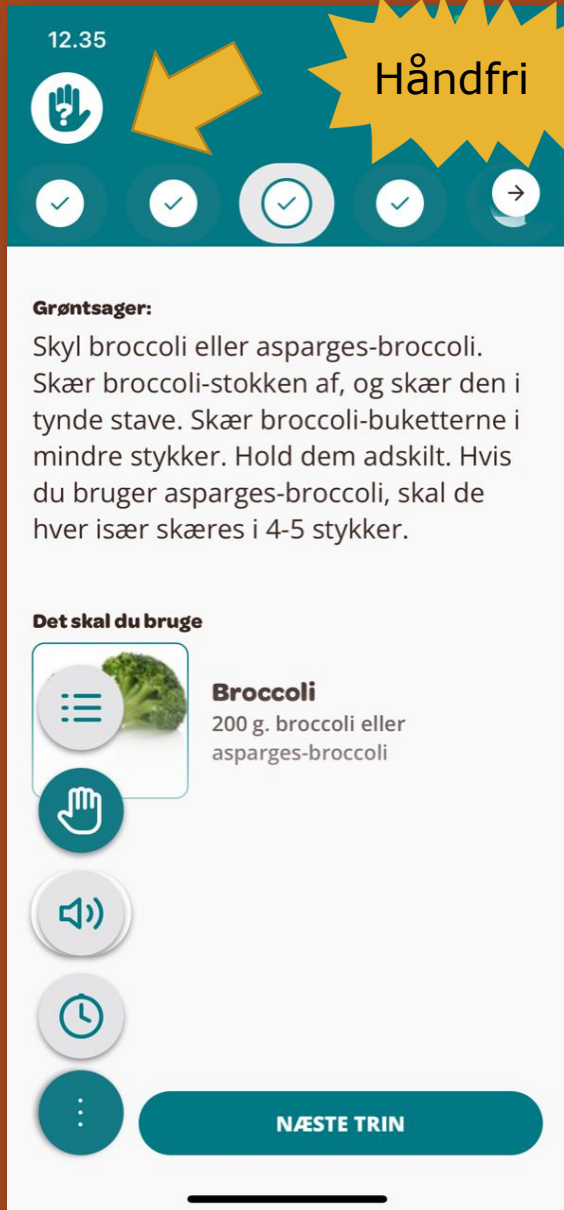 12.35
Håndfri
?
Grøntsager:
Skyl broccoli eller asparges-broccoli.
Skær broccoli-stokken af, og skær den i
tynde stave. Skær broccoli-buketterne i
mindre stykker. Hold dem adskilt. Hvis
du bruger asparges-broccoli, skal de
hver især skæres i 4-5 stykker.
Det skal du bruge
Broccoli
200 g. broccoli eller
asparges-broccoli
NÆSTE TRIN